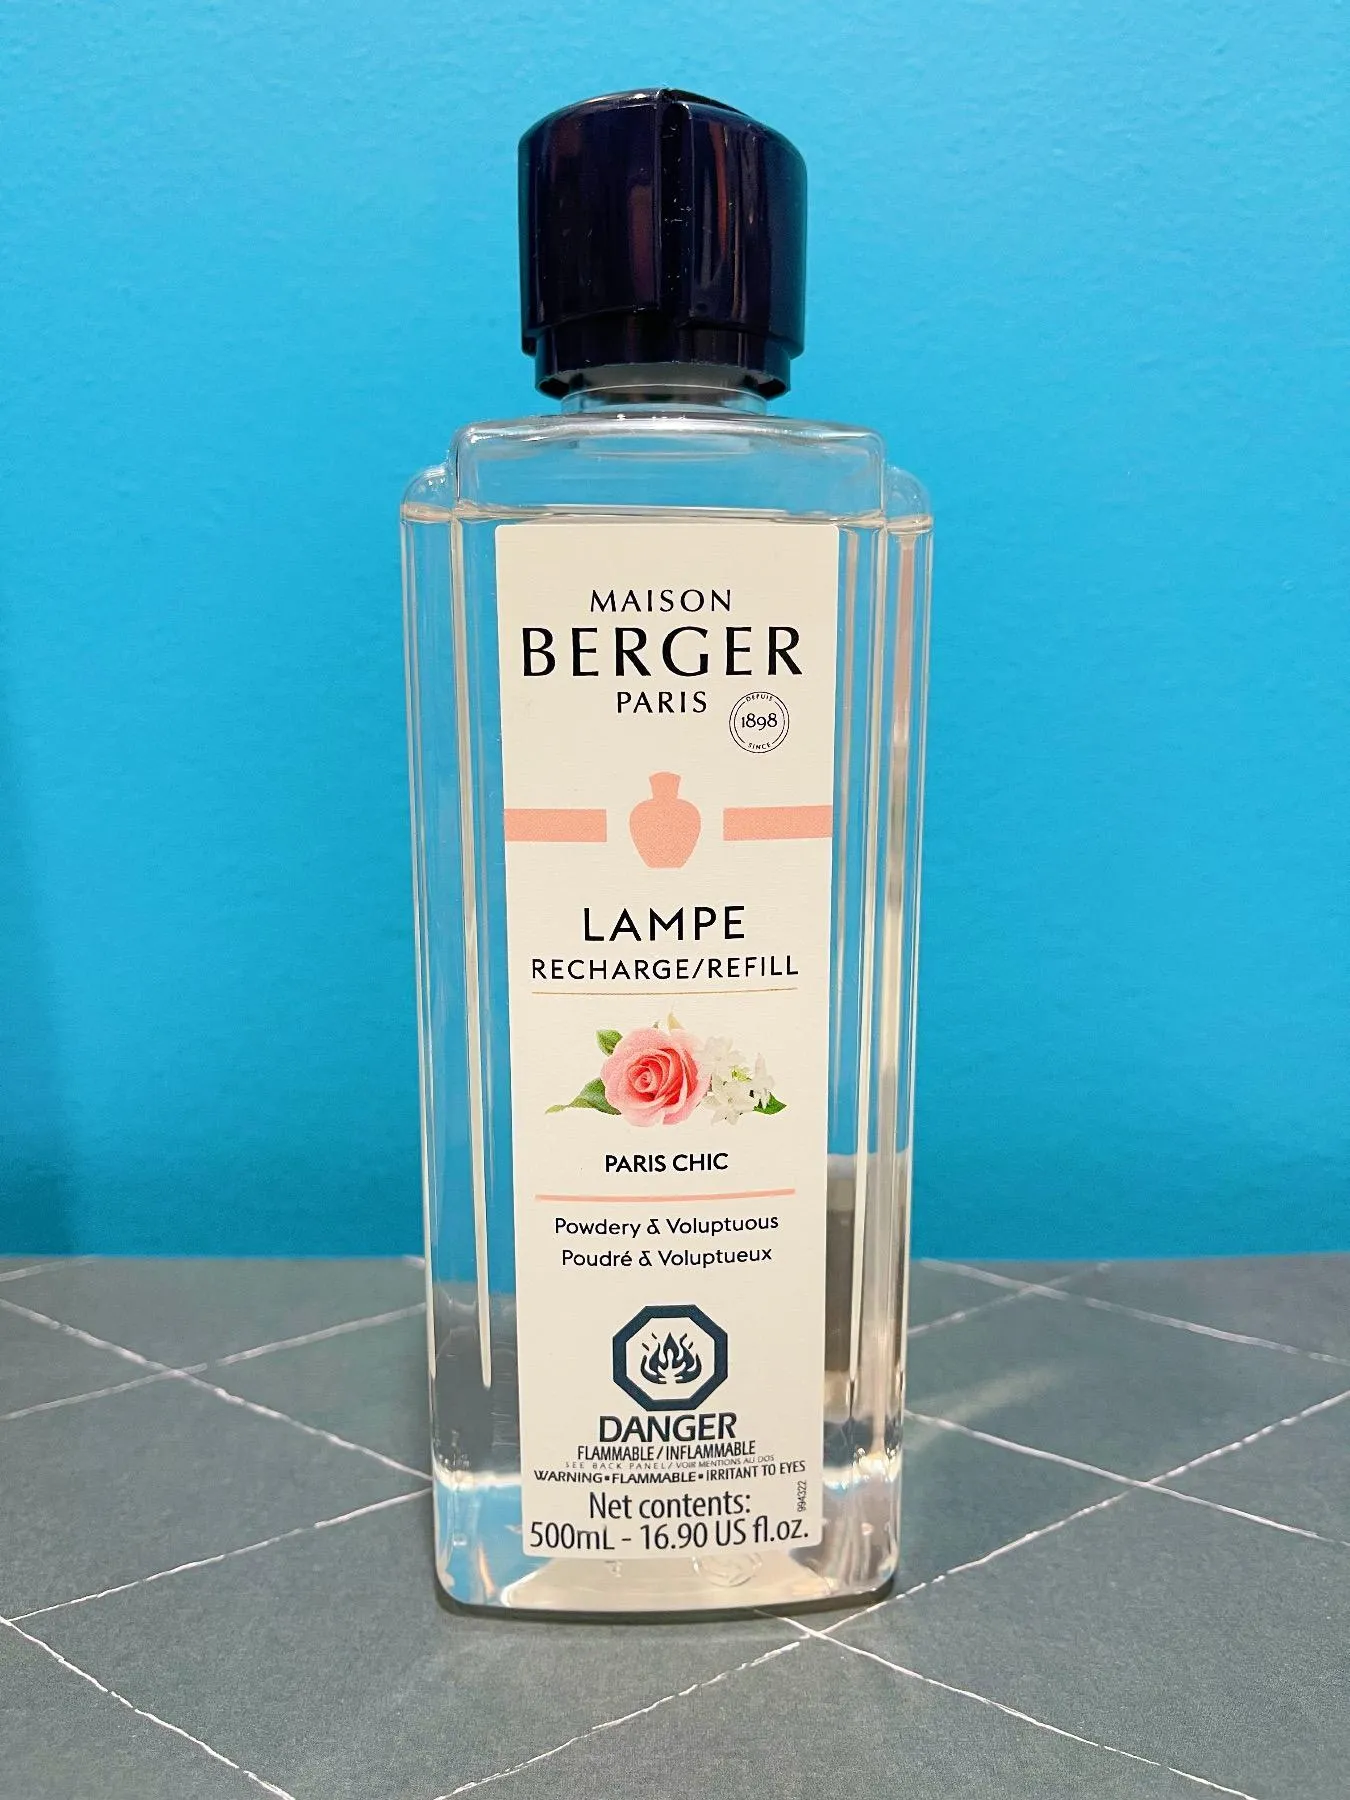 MAISON
BERGER
PARIS
DEPUIS
1898
SINCE
LAMPE
RECHARGE/REFILL
PARIS CHIC
Powdery & Voluptuous
Poudré & Voluptueux
DANGER
FLAMMABLE / INFLAMMABLE
SEE BACK PANEL / VOIR MENTIONS AU DOS
WARNING▪FLAMMABLE▪IRRITANT TO EYES
994322
Net contents:
500mL - 16.90 US fl.oz.